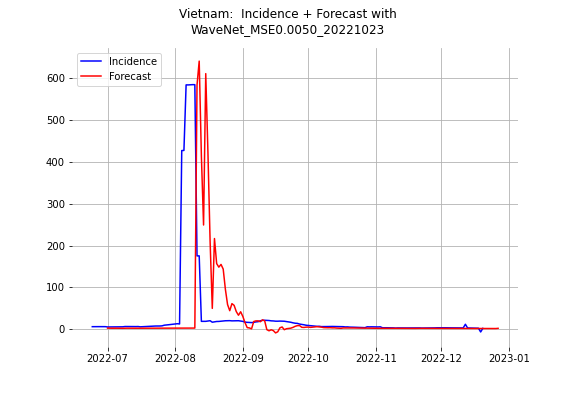 Vietnam:  Incidence + Forecast with
WaveNet_MSE0.0050_20221023
Incidence
Forecast
600
500
400
300
200
100
0
2022-07 2022-08 2022-09 2022-10 2022-11 2022-12 2023-01